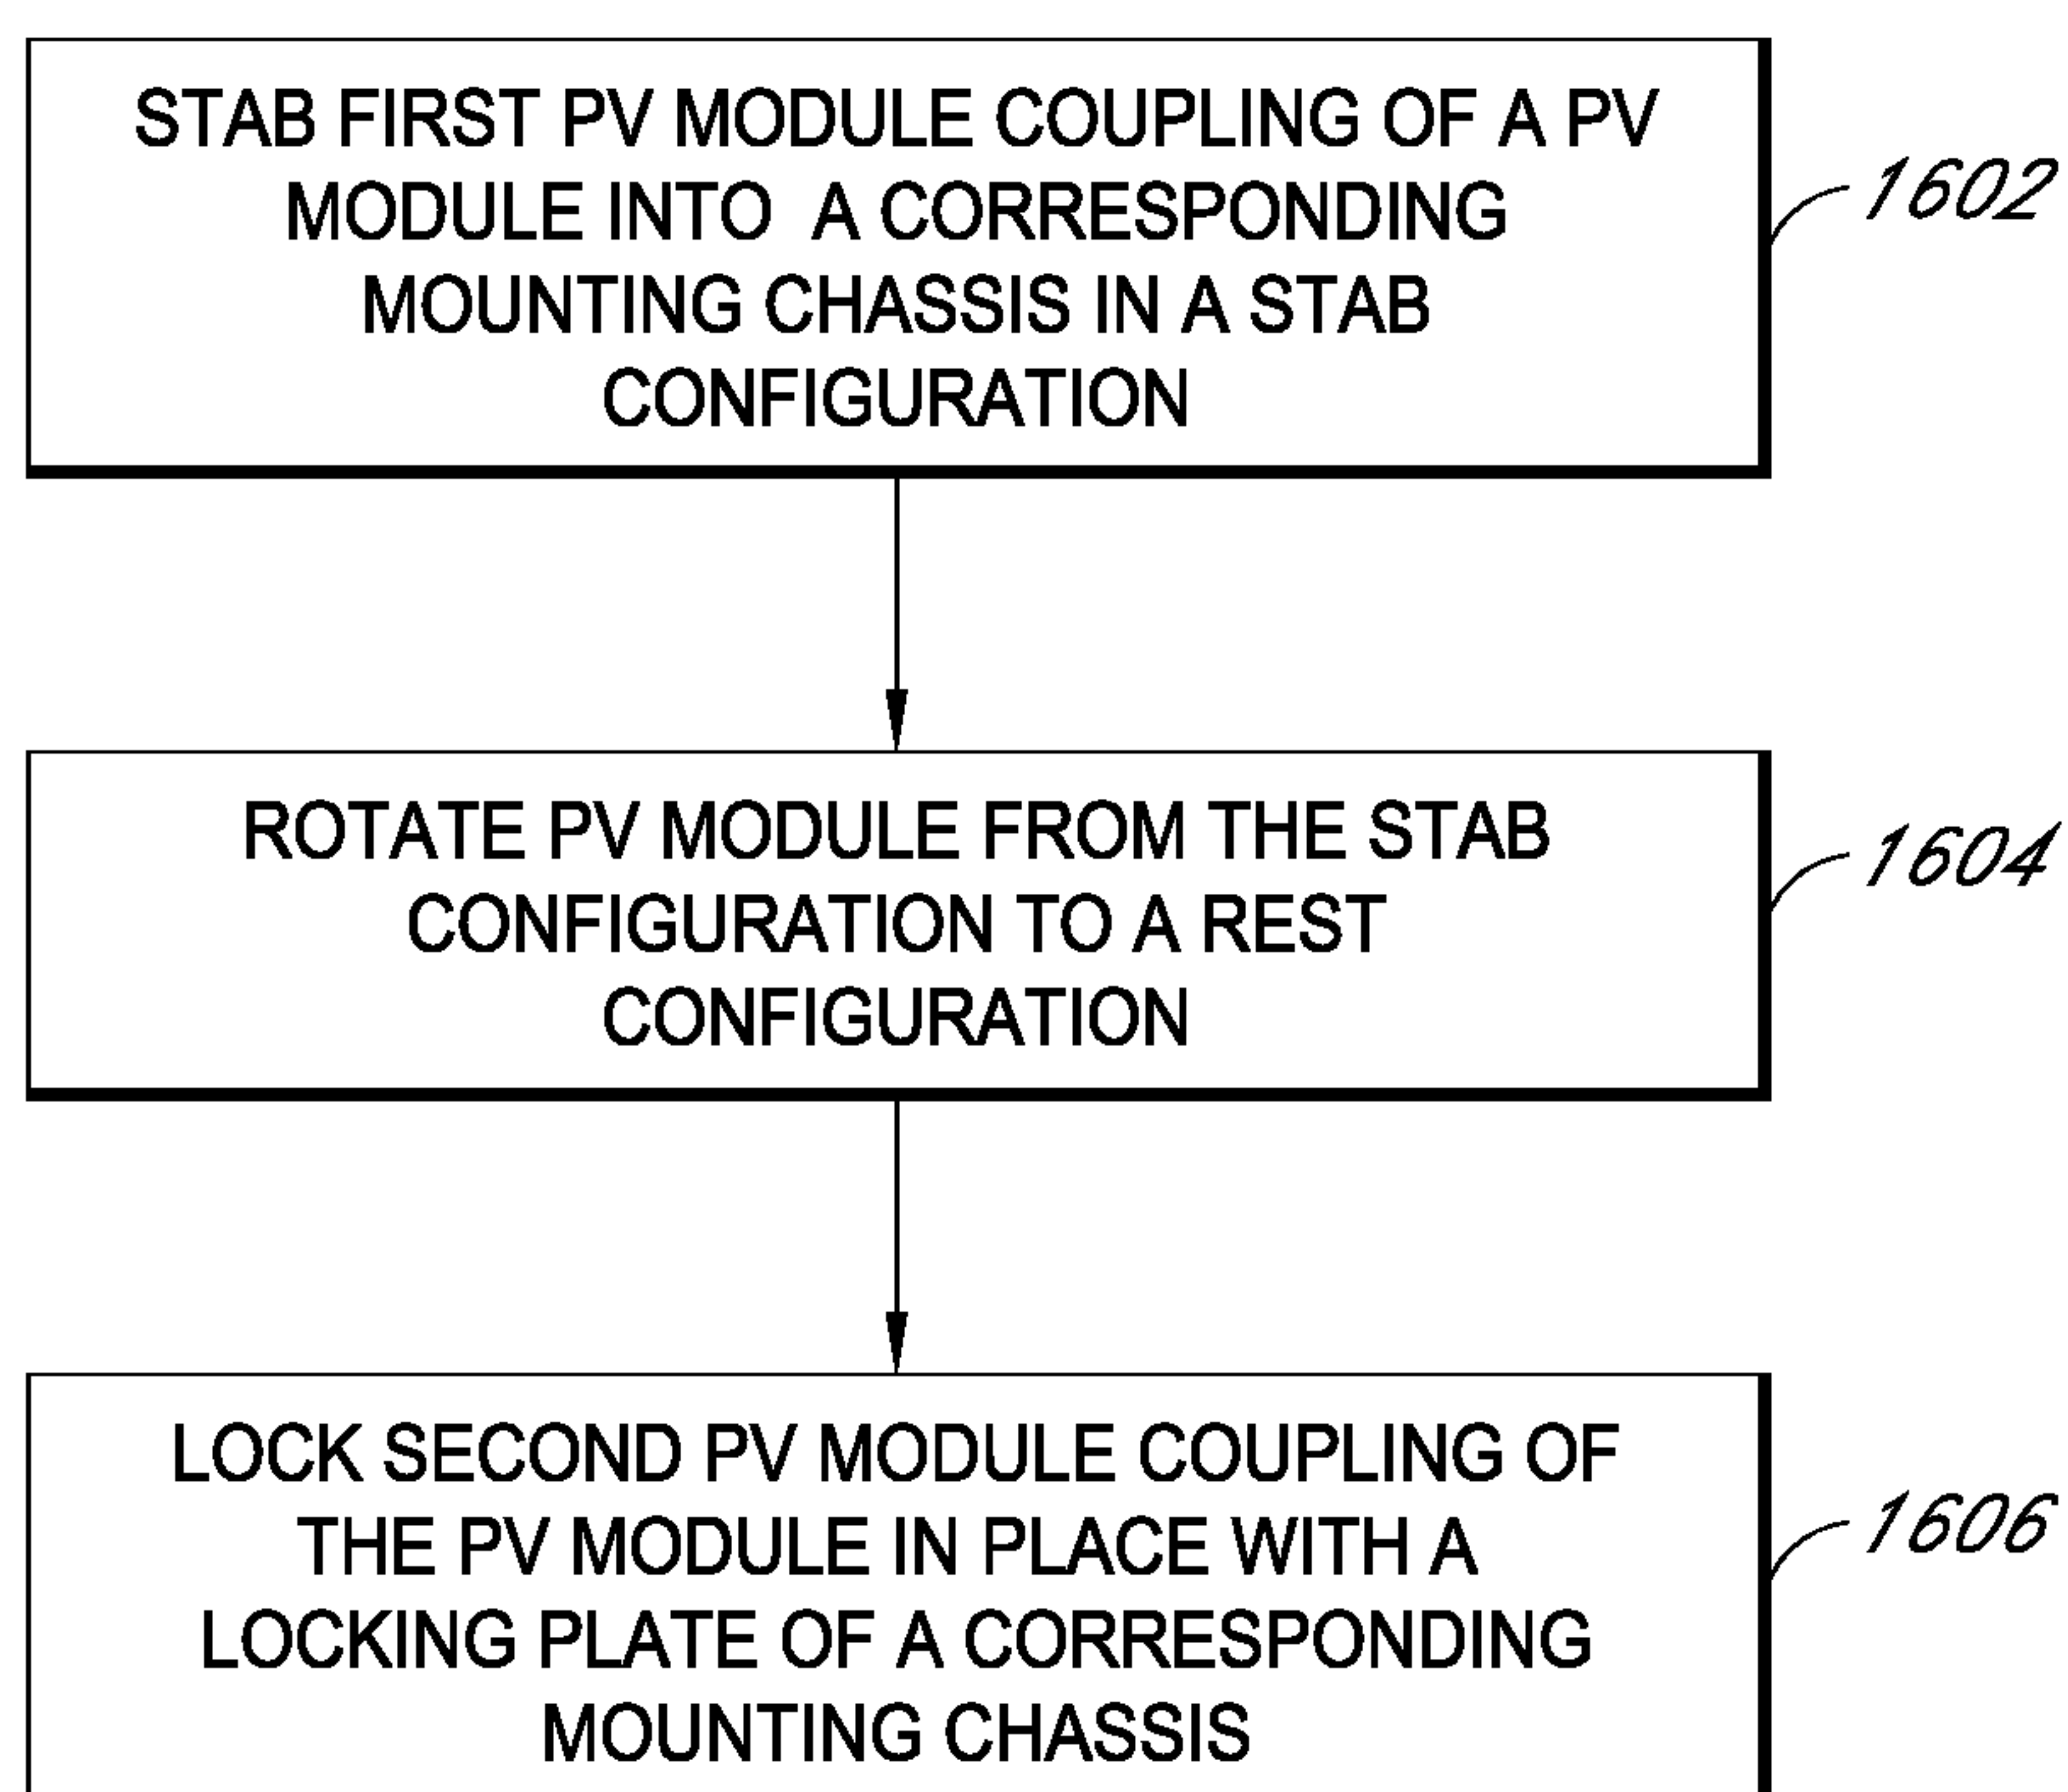 STAB FIRST PV MODULE COUPLING OF A PV
MODULE INTO A CORRESPONDING
MOUNTING CHASSIS IN A STAB
CONFIGURATION
1602
ROTATE PV MODULE FROM THE STAB
CONFIGURATION TO A REST
CONFIGURATION
1604
LOCK SECOND PV MODULE COUPLING OF
THE PV MODULE IN PLACE WITH A
LOCKING PLATE OF A CORRESPONDING
MOUNTING CHASSIS
1606